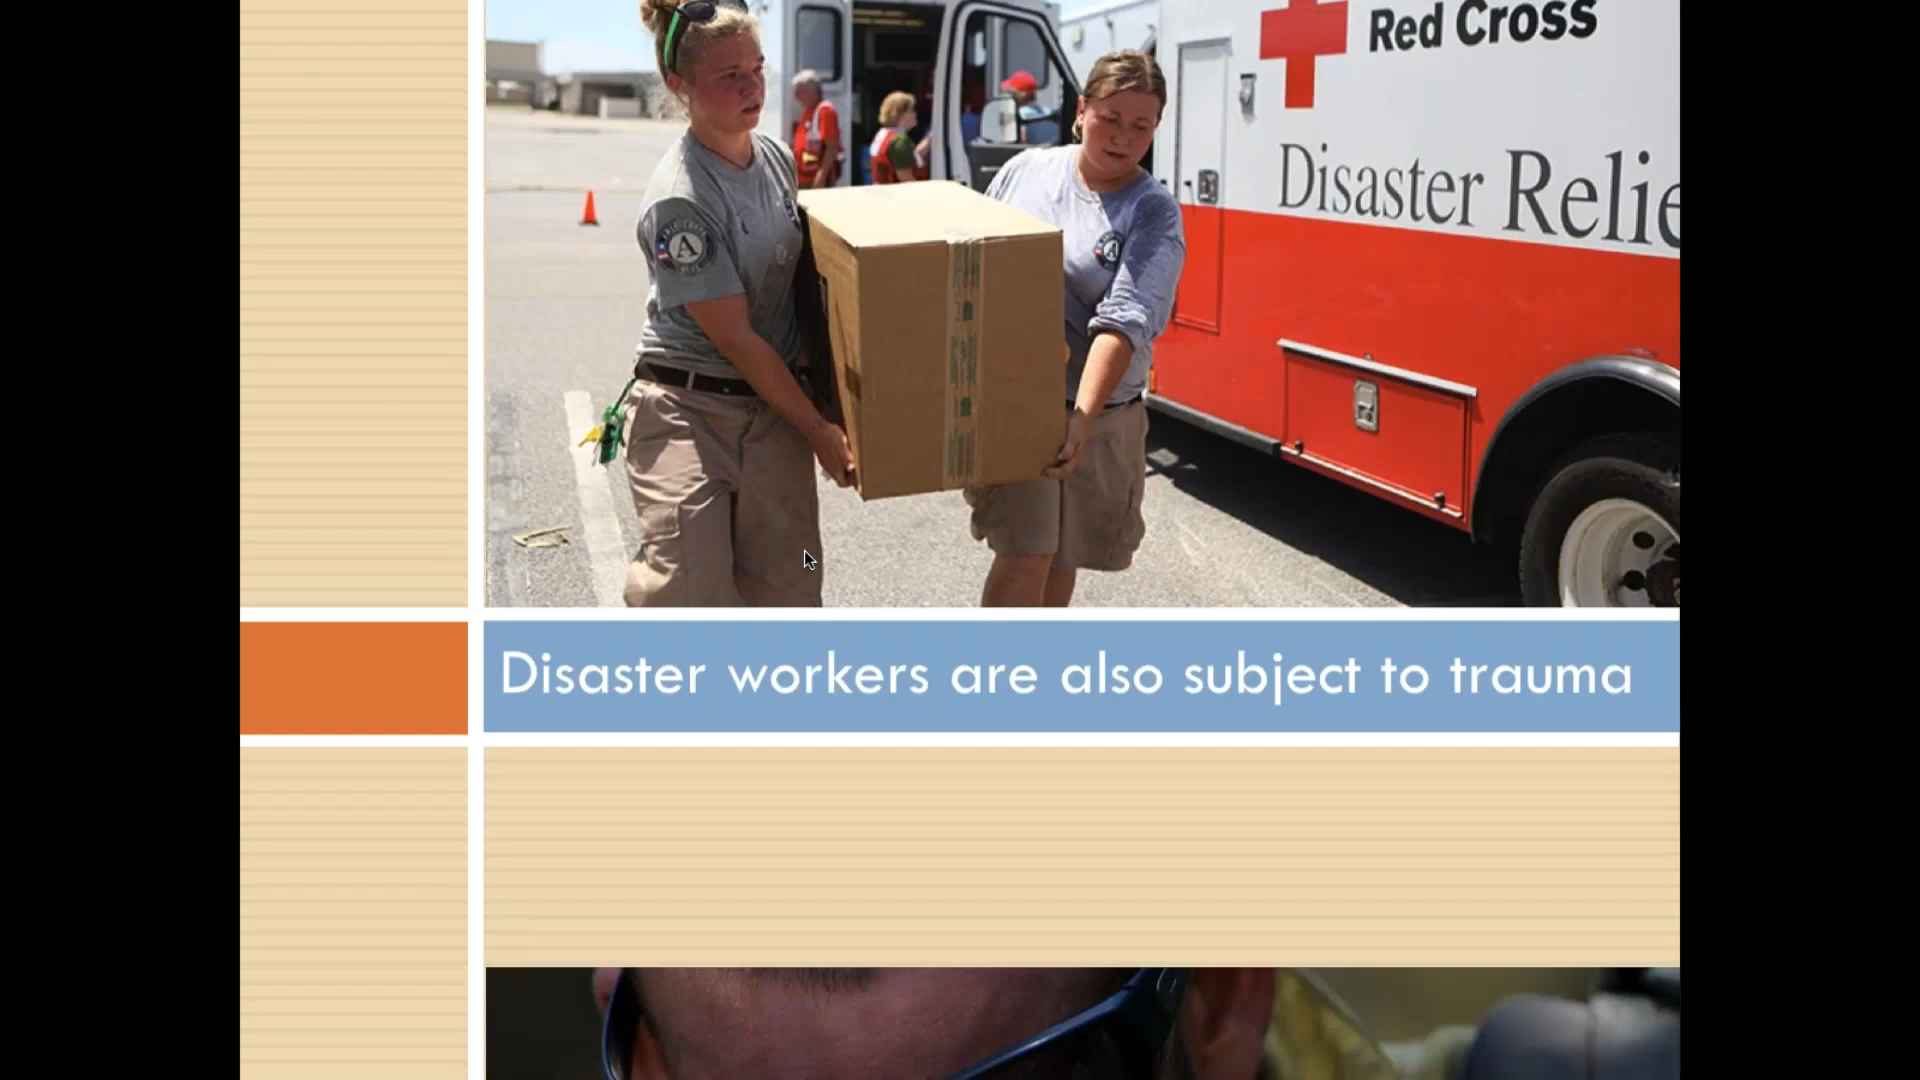 Red Cross
Disaster Relie
A
Disaster workers are also subject to trauma